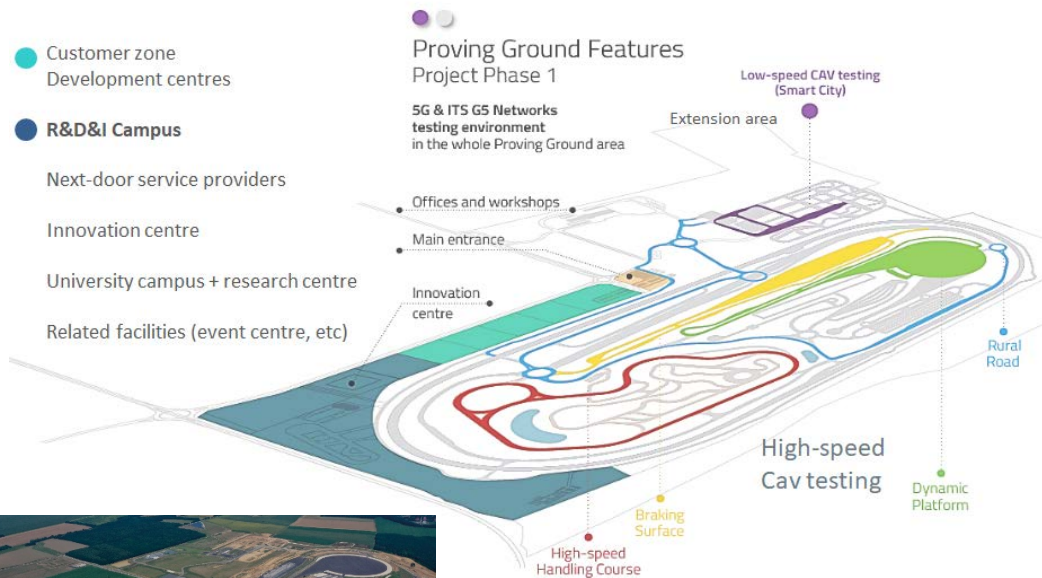 Customer zone
Development centres
R&D&I Campus
Next-door service providers
Innovation centre
University campus + research centre
Related facilities (event centre, etc)
Proving Ground Features
Project Phase 1
5G & ITS G5 Networks
testing environment
in the whole Proving Ground area
Low-speed CAV testing
(Smart City)
Extension area
Offices and workshops
Main entrance
Innovation
centre
Rural
Road
High-speed
Cav testing
Dynamic
Platform
Braking
Surface
High-speed
Handling Course